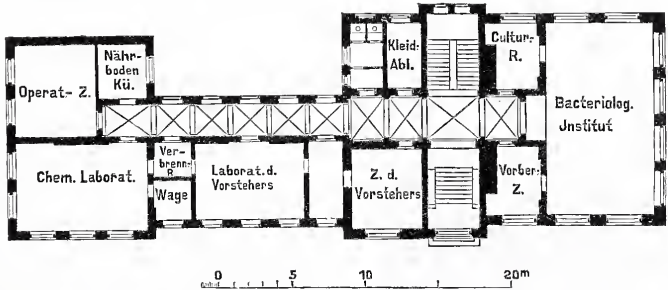 Operat.- Z.
Nähr-
boden
Kü.
Kleid.-
Abl.
Cultur-
R.
Bacteriolog.
Jnstitut
Chem. Laborat.
Ver-
brenn.-
R.
Wage
Laborat. d.
Vorstehers
Z. d.
Vorstehers
Vorber.-
Z.
0 5 10 20m